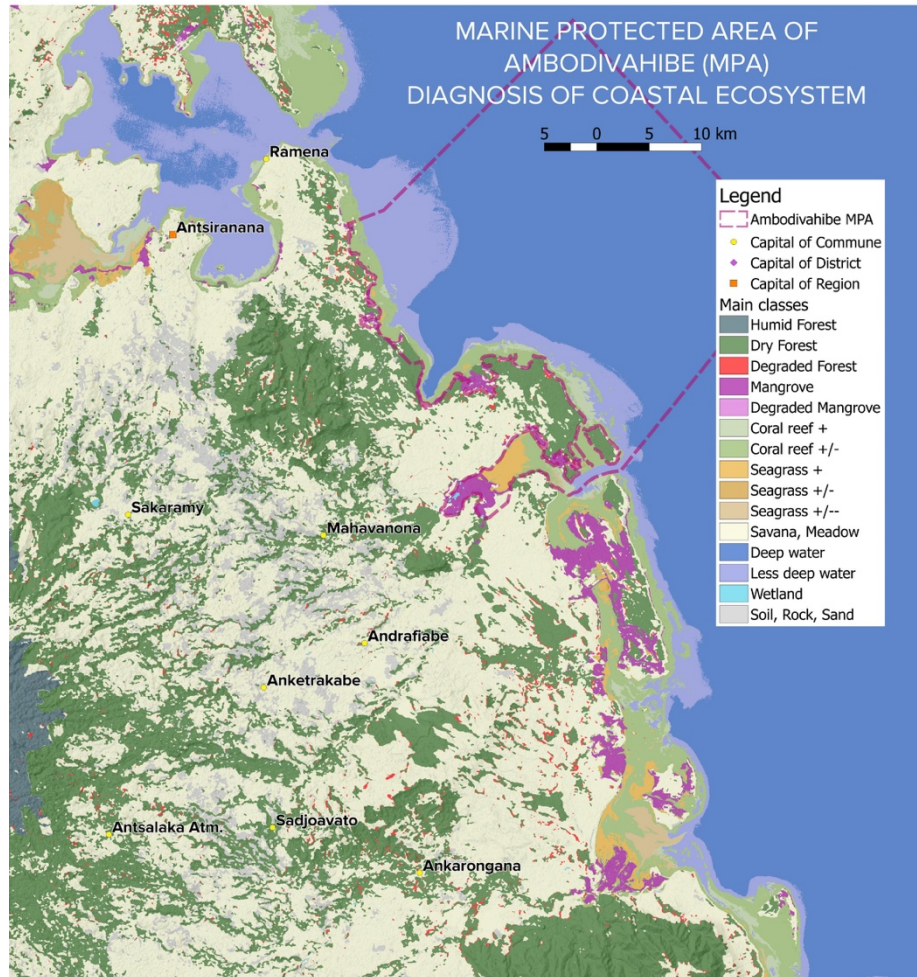 MARINE PROTECTED AREA OF
AMBODIVAHIBE (MPA)
DIAGNOSIS OF COASTAL ECOSYSTEM
5 0 5 10 km
Ramena
Antsiranana
Legend
Ambodivahibe MPA
Capital of Commune
Capital of District
Capital of Region
Main classes
Humid Forest
Dry Forest
Degraded Forest
Mangrove
Degraded Mangrove
Coral reef +
Coral reef +/-
Seagrass +
Seagrass +/-
Seagrass +/--
Savana, Meadow
Deep water
Less deep water
Wetland
Soil, Rock, Sand
Sakaramy
Mahavanona
Andrafiabe
Anketrakabe
Antsalaka Atm.
Sadjoavato
Ankarongana